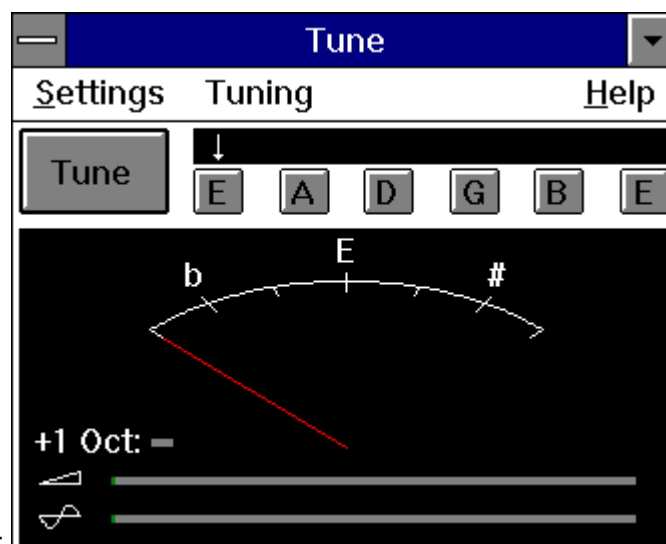 Tune
Settings Tuning Help
Tune
E A D G B E
E
b #
+1 Oct: